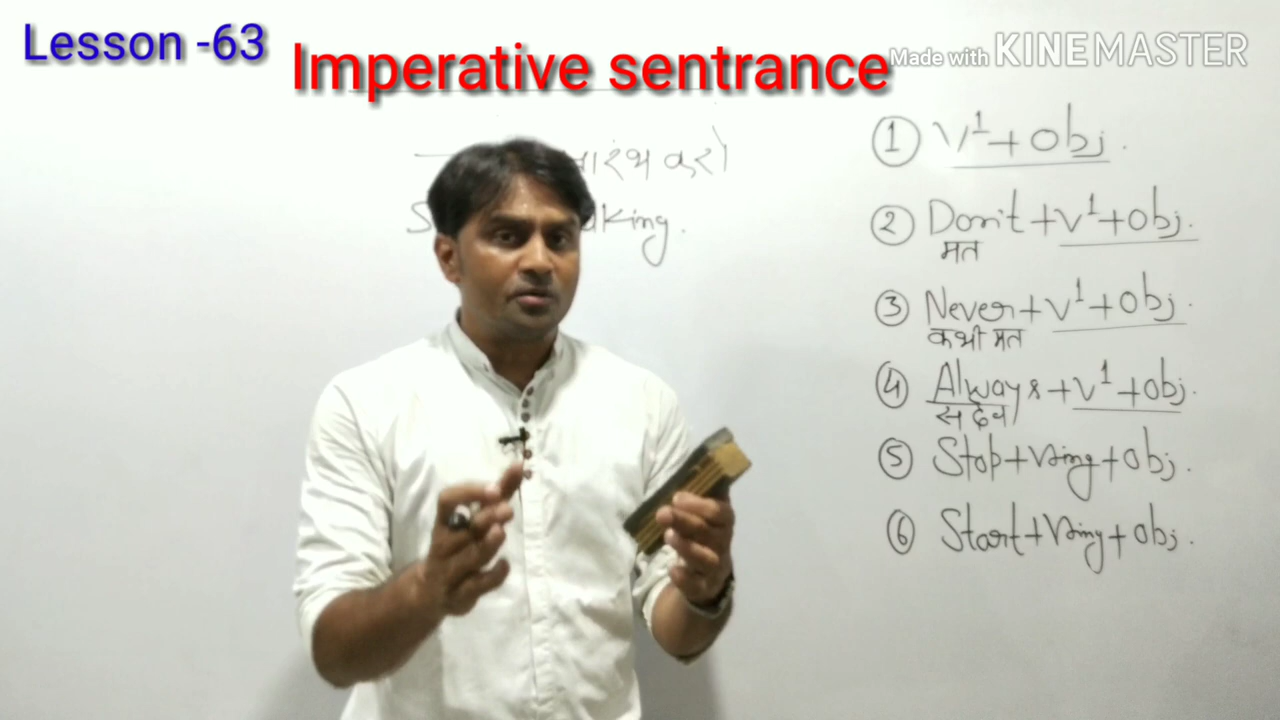 Lesson -63
Imperative sentrance
Made with KINEMASTER
करो
① V¹+Obj.
② Don't+V¹+Obj.
मत
③ Never+V¹+Obj.
कभी मत
④ Always+V¹+Obj.
सदैव
⑤ Stop+Ving+Obj.
⑥ Start+Ving+Obj.